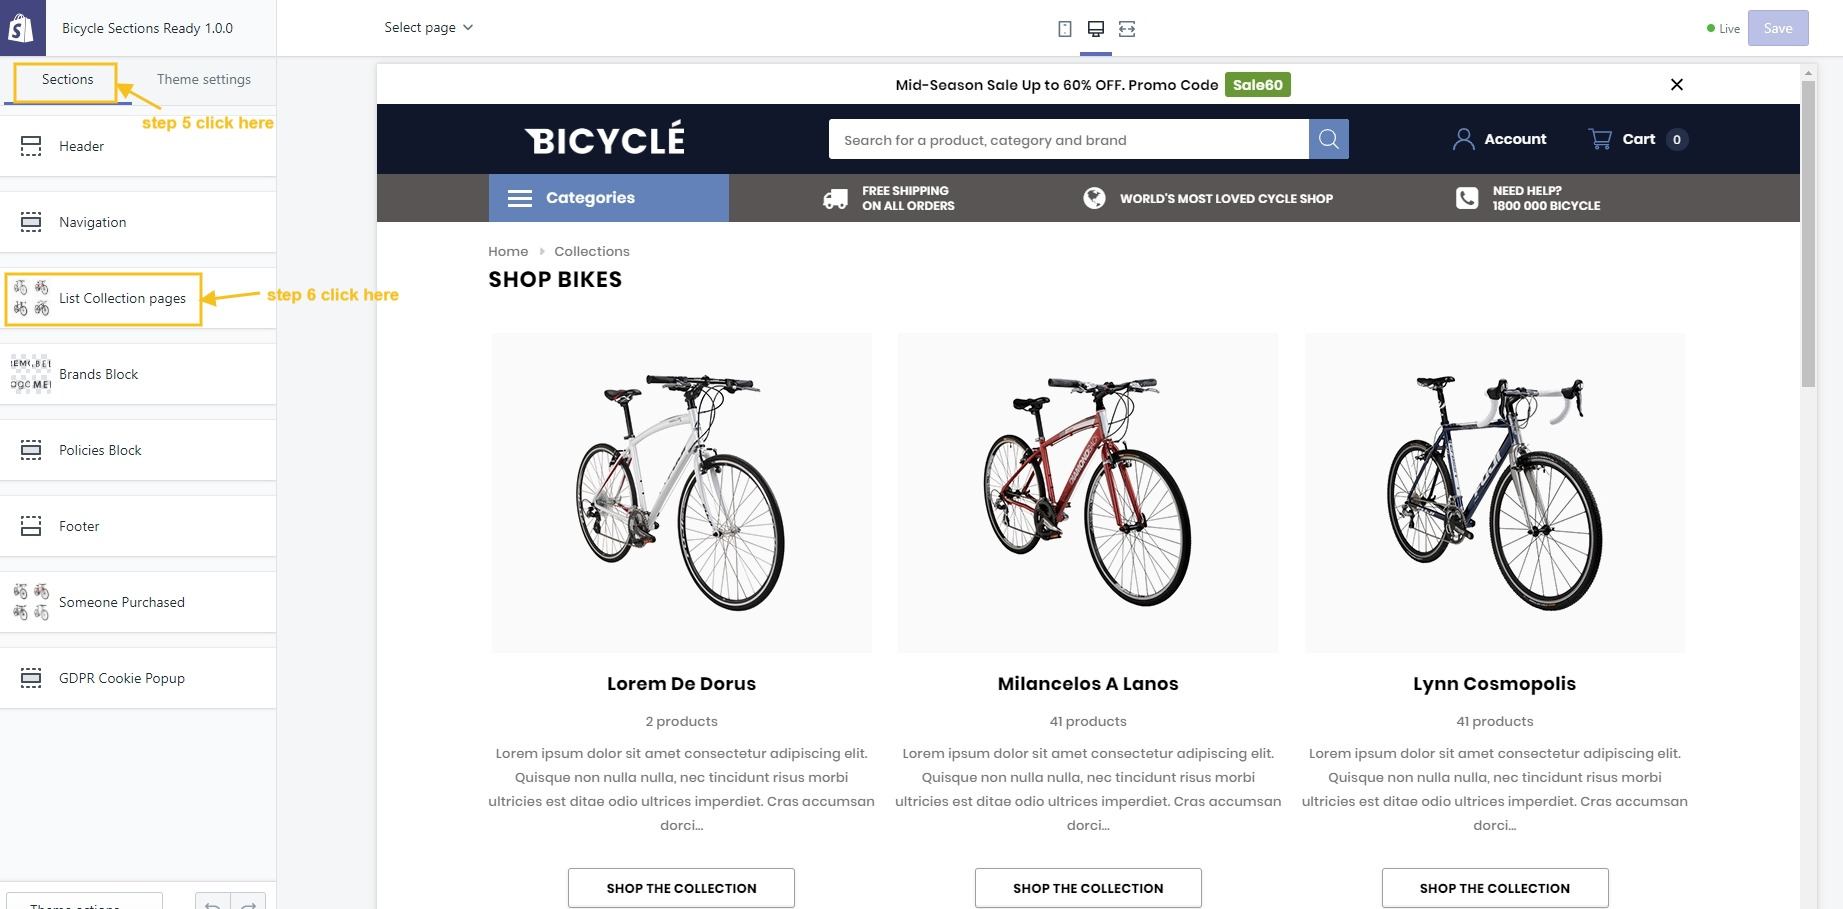 Bicycle Sections Ready 1.0.0
Select page
Live
Save
Sections
Theme settings
step 5 click here
Header
Navigation
List Collection pages
step 6 click here
Brands Block
Policies Block
Footer
Someone Purchased
GDPR Cookie Popup
Theme actions
Mid-Season Sale Up to 60% OFF. Promo Code Sale60
BICYCLÉ
Search for a product, category and brand
Account
Cart 0
Categories
FREE SHIPPING
ON ALL ORDERS
WORLD'S MOST LOVED CYCLE SHOP
NEED HELP?
1800 000 BICYCLE
Home
Collections
SHOP BIKES
Lorem De Dorus
2 products
Lorem ipsum dolor sit amet consectetur adipiscing elit.
Quisque non nulla nulla, nec tincidunt risus morbi
ultricies est ditae odio ultrices imperdiet. Cras accumsan
dorci...
SHOP THE COLLECTION
Milancelos A Lanos
41 products
Lorem ipsum dolor sit amet consectetur adipiscing elit.
Quisque non nulla nulla, nec tincidunt risus morbi
ultricies est ditae odio ultrices imperdiet. Cras accumsan
dorci...
SHOP THE COLLECTION
Lynn Cosmopolis
41 products
Lorem ipsum dolor sit amet consectetur adipiscing elit.
Quisque non nulla nulla, nec tincidunt risus morbi
ultricies est ditae odio ultrices imperdiet. Cras accumsan
dorci...
SHOP THE COLLECTION